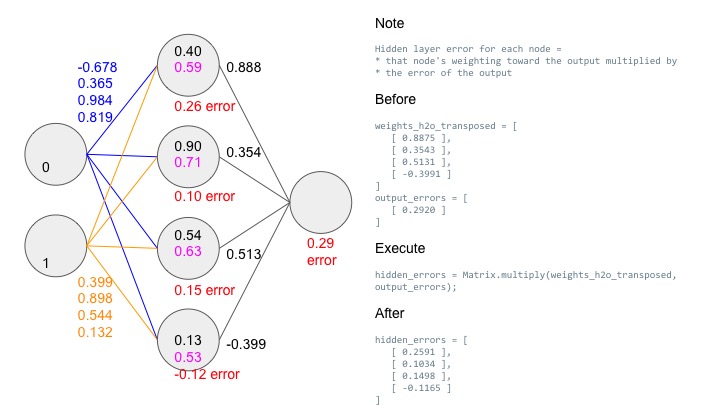 -0.678
0.365
0.984
0.819
0
1
0.399
0.898
0.544
0.132
0.40
0.59
0.888
0.26 error
0.90
0.71
0.354
0.10 error
0.54
0.63
0.513
0.15 error
0.13
0.53
-0.399
-0.12 error
0.29
error
Note
Hidden layer error for each node =
* that node's weighting toward the output multiplied by
* the error of the output
Before
weights_h2o_transposed = [
[ 0.8875 ],
[ 0.3543 ],
[ 0.5131 ],
[ -0.3991 ]
]
output_errors = [
[ 0.2920 ]
]
Execute
hidden_errors = Matrix.multiply(weights_h2o_transposed,
output_errors);
After
hidden_errors = [
[ 0.2591 ],
[ 0.1034 ],
[ 0.1498 ],
[ -0.1165 ]
]